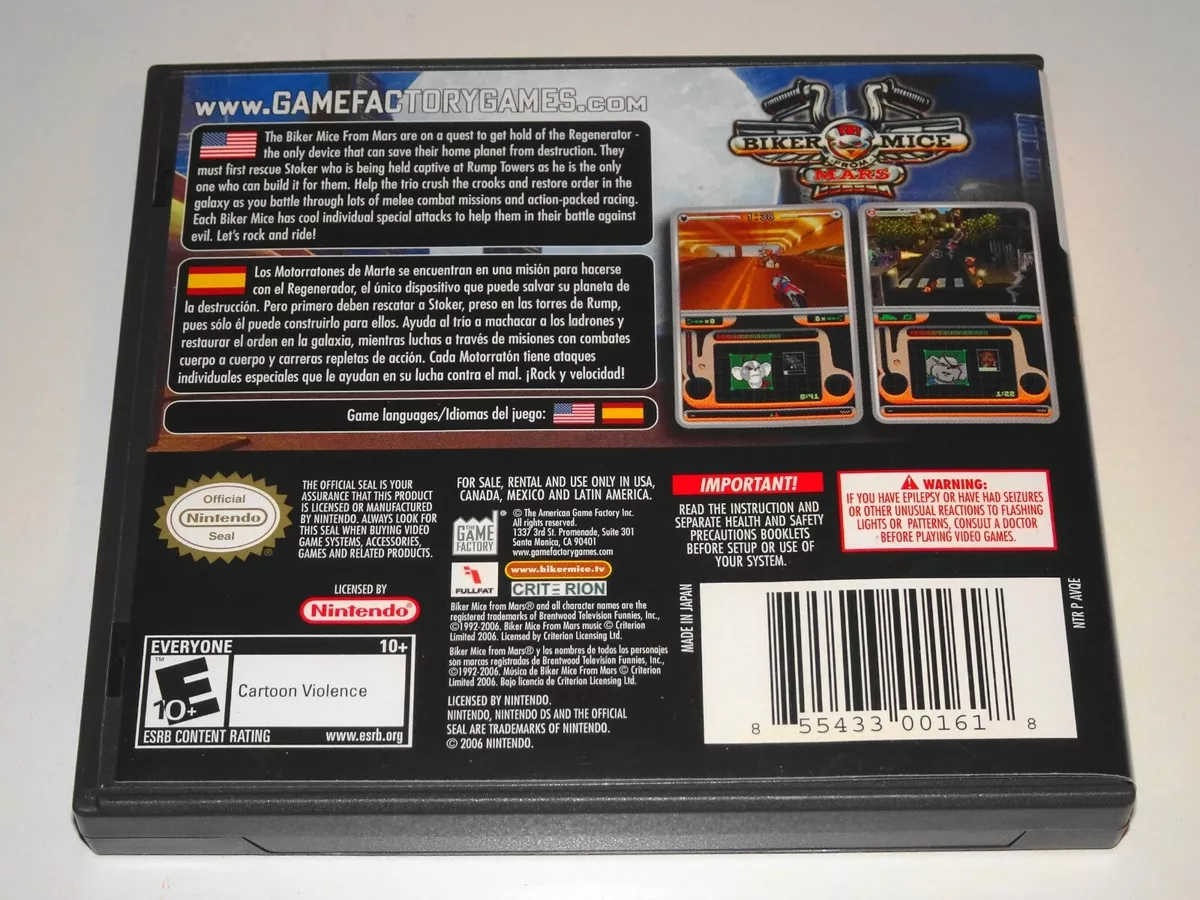 www.GAMEFACTORYGAMES.com
BIKER MICE
FROM
MARS
The Biker Mice From Mars are on a quest to get hold of the Regenerator -
the only device that can save their home planet from destruction. They
must first rescue Stoker who is being held captive at Rump Towers as he is the only
one who can build it for them. Help the trio crush the crooks and restore order in the
galaxy as you battle through lots of melee combat missions and action-packed racing.
Each Biker Mice has cool individual special attacks to help them in their battle against
evil. Let's rock and ride!
Los Motorratones de Marte se encuentran en una misión para hacerse
con el Regenerador, el único dispositivo que puede salvar su planeta de
la destrucción. Pero primero deben rescatar a Stoker, preso en las torres de Rump,
pues sólo él puede construirlo para ellos. Ayuda al trío a machacar a los ladrones y
restaurar el orden en la galaxia, mientras luchas a través de misiones con combates
cuerpo a cuerpo y carreras repletas de acción. Cada Motorratón tiene ataques
individuales especiales que le ayudan en su lucha contra el mal. ¡Rock y velocidad!
Game languages/Idiomas del juego:
1:38
0:41
1:22
Official
Nintendo
Seal
®
THE OFFICIAL SEAL IS YOUR
ASSURANCE THAT THIS PRODUCT
IS LICENSED OR MANUFACTURED
BY NINTENDO. ALWAYS LOOK FOR
THIS SEAL WHEN BUYING VIDEO
GAME SYSTEMS, ACCESSORIES,
GAMES AND RELATED PRODUCTS.
LICENSED BY
Nintendo®
EVERYONE 10+
E
TM
10+
Cartoon Violence
ESRB CONTENT RATING www.esrb.org
FOR SALE, RENTAL AND USE ONLY IN USA,
CANADA, MEXICO AND LATIN AMERICA.
THE
GAME
FACTORY
© The American Game Factory Inc.
All rights reserved.
1337 3rd St. Promenade, Suite 301
Santa Monica, CA 90401
www.gamefactorygames.com
FULLFAT
www.bikermice.tv
CRITERION
Biker Mice from Mars® and all character names are the
registered trademarks of Brentwood Television Funnies, Inc.,
©1992-2006. Biker Mice From Mars music © Criterion
Limited 2006. Licensed by Criterion Licensing Ltd.
Biker Mice from Mars® y los nombres de todos los personajes
son marcas registradas de Brentwood Television Funnies, Inc.,
©1992-2006. Música de Biker Mice From Mars © Criterion
Limited 2006. Bajo licencia de Criterion Licensing Ltd.
LICENSED BY NINTENDO.
NINTENDO, NINTENDO DS AND THE OFFICIAL
SEAL ARE TRADEMARKS OF NINTENDO.
© 2006 NINTENDO.
IMPORTANT!
READ THE INSTRUCTION AND
SEPARATE HEALTH AND SAFETY
PRECAUTIONS BOOKLETS
BEFORE SETUP OR USE OF
YOUR SYSTEM.
WARNING:
IF YOU HAVE EPILEPSY OR HAVE HAD SEIZURES
OR OTHER UNUSUAL REACTIONS TO FLASHING
LIGHTS OR PATTERNS, CONSULT A DOCTOR
BEFORE PLAYING VIDEO GAMES.
MADE IN JAPAN
8 55433 00161 8
NTR P AVQE